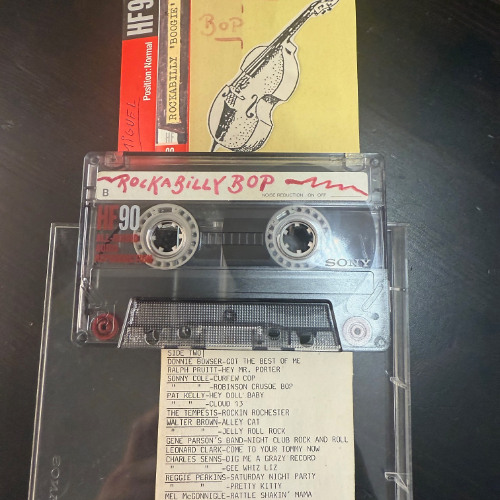 HF9
Position:Normal
MIGUEL
ROCKABILLY 'BOOGIE'
BOP
ROCKABILLY BOP
B
NOISE REDUCTION ON OFF
HF90
SONY
SIDE TWO
DONNIE BOWSER-GOT THE BEST OF ME
RALPH PRUITT-HEY MR. PORTER
SONNY COLE-CURFEW COP
" " -ROBINSON CRUSOE BOP
PAT KELLY-HEY DOLL BABY
" " -CLOUD 13
THE TEMPESTS-ROCKIN ROCHESTER
WALTER BROWN-ALLEY CAT
" " -JELLY ROLL ROCK
GENE PARSON'S BAND-NIGHT CLUB ROCK AND ROLL
LEONARD CLARK-COME TO YOUR TOMMY NOW
CHARLES SENNS-DIG ME A CRAZY RECORD
" " -GEE WHIZ LIZ
REGGIE PERKINS-SATURDAY NIGHT PARTY
" " -PRETTY KITTY
MEL McGONNIGLE-RATTLE SHAKIN' MAMA